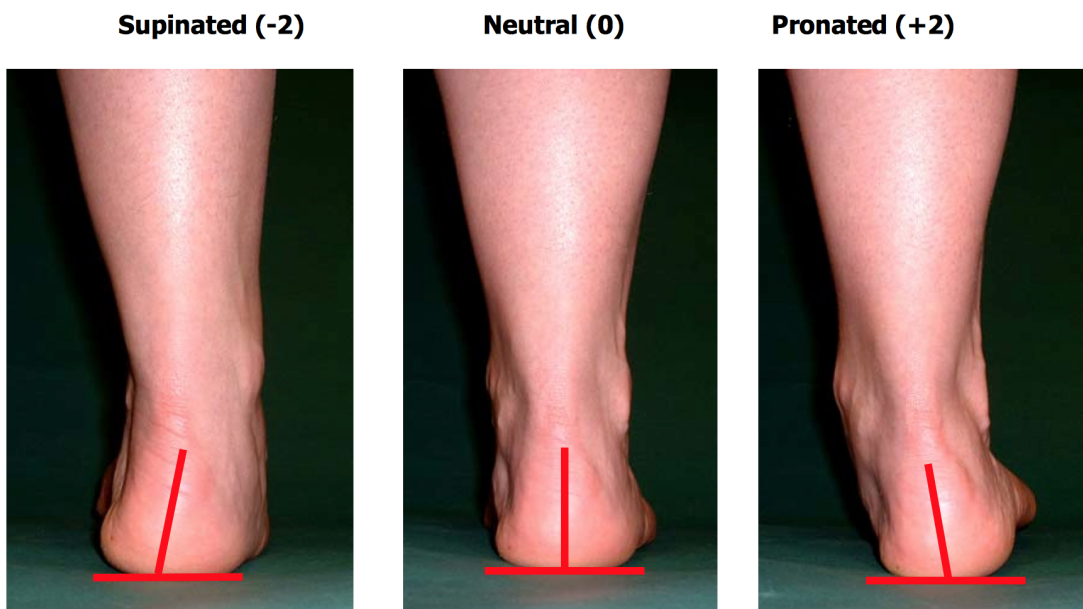 Supinated (-2)
Neutral (0)
Pronated (+2)